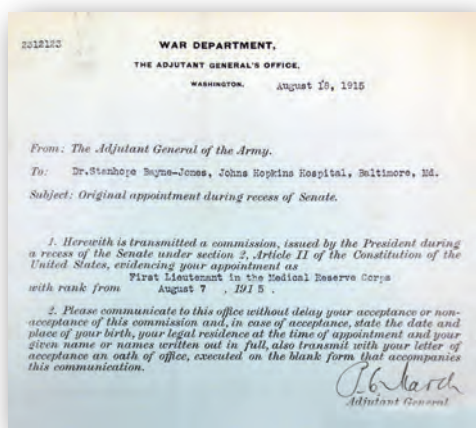 2312123
WAR DEPARTMENT,
THE ADJUTANT GENERAL'S OFFICE,
WASHINGTON.
August 18, 1915
From: The Adjutant General of the Army.
To: Dr.Stanhope Bayne-Jones, Johns Hopkins Hospital, Baltimore, Md.
Subject: Original appointment during recess of Senate.
1. Herewith is transmitted a commission, issued by the President during
a recess of the Senate under section 2, Article II of the Constitution of the
United States, evidencing your appointment as
First Lieutenant in the Medical Reserve Corps
with rank from August 7 , 1915.
2. Please communicate to this office without delay your acceptance or non-
acceptance of this commission and, in case of acceptance, state the date and
place of your birth, your legal residence at the time of appointment and your
given name or names written out in full, also transmit with your letter of
acceptance an oath of office, executed on the blank form that accompanies
this communication.
P.C. March
Adjutant General